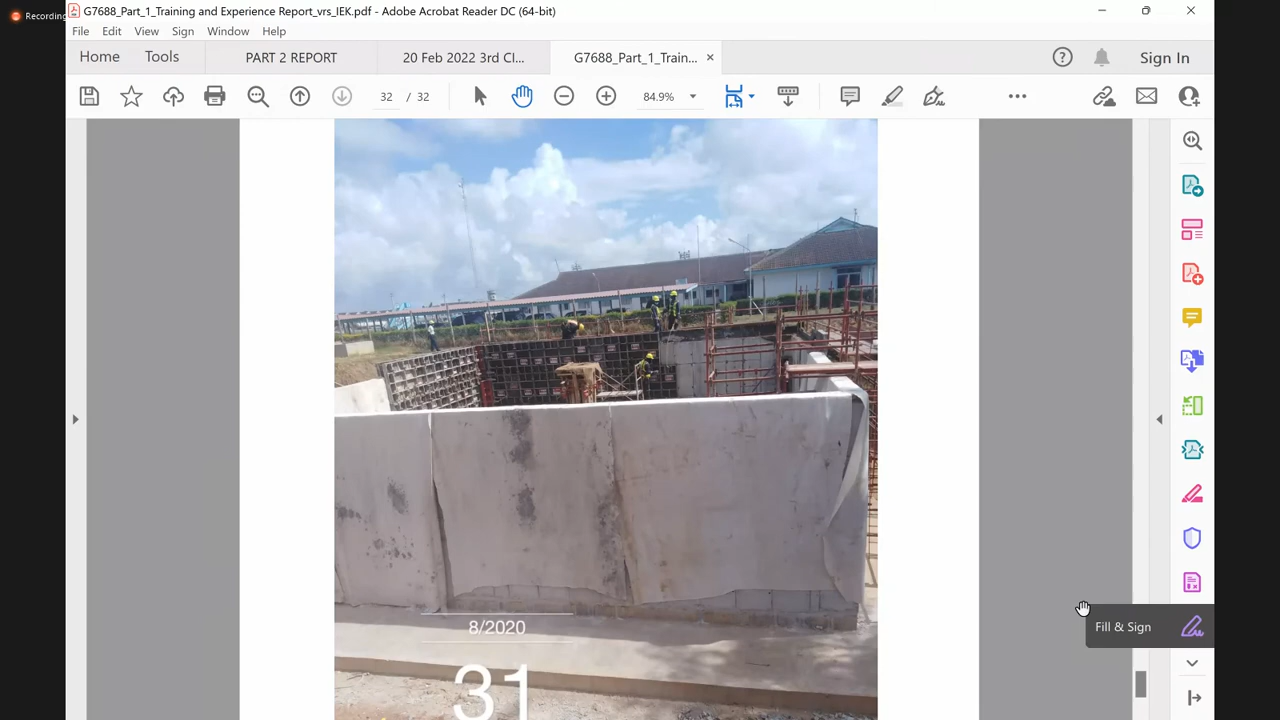 Recording
G7688_Part_1_Training and Experience Report_vrs_IEK.pdf - Adobe Acrobat Reader DC (64-bit)
File Edit View Sign Window Help
Home Tools PART 2 REPORT 20 Feb 2022 3rd Cl... G7688_Part_1_Train... Sign In
32 / 32 84.9%
8/2020
Fill & Sign
31